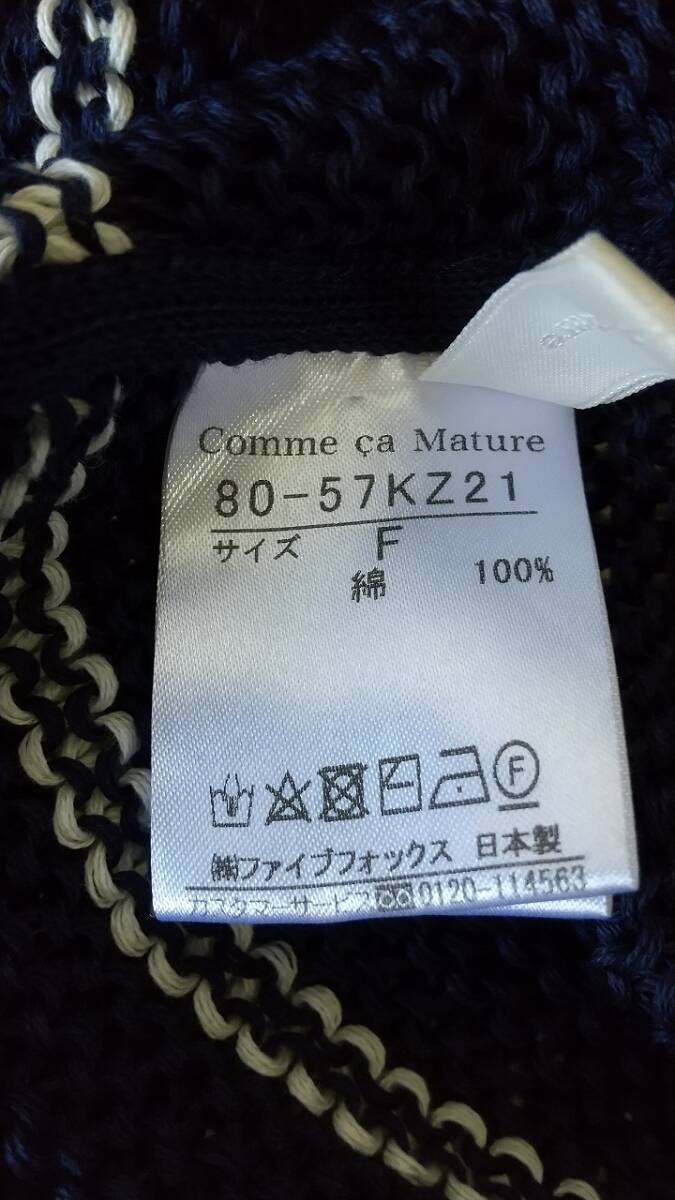 Comme ça Mature
80-57KZ21
サイズ F
綿 100%
F
㈱ファイブフォックス 日本製
カスタマーサービス 0120-114563